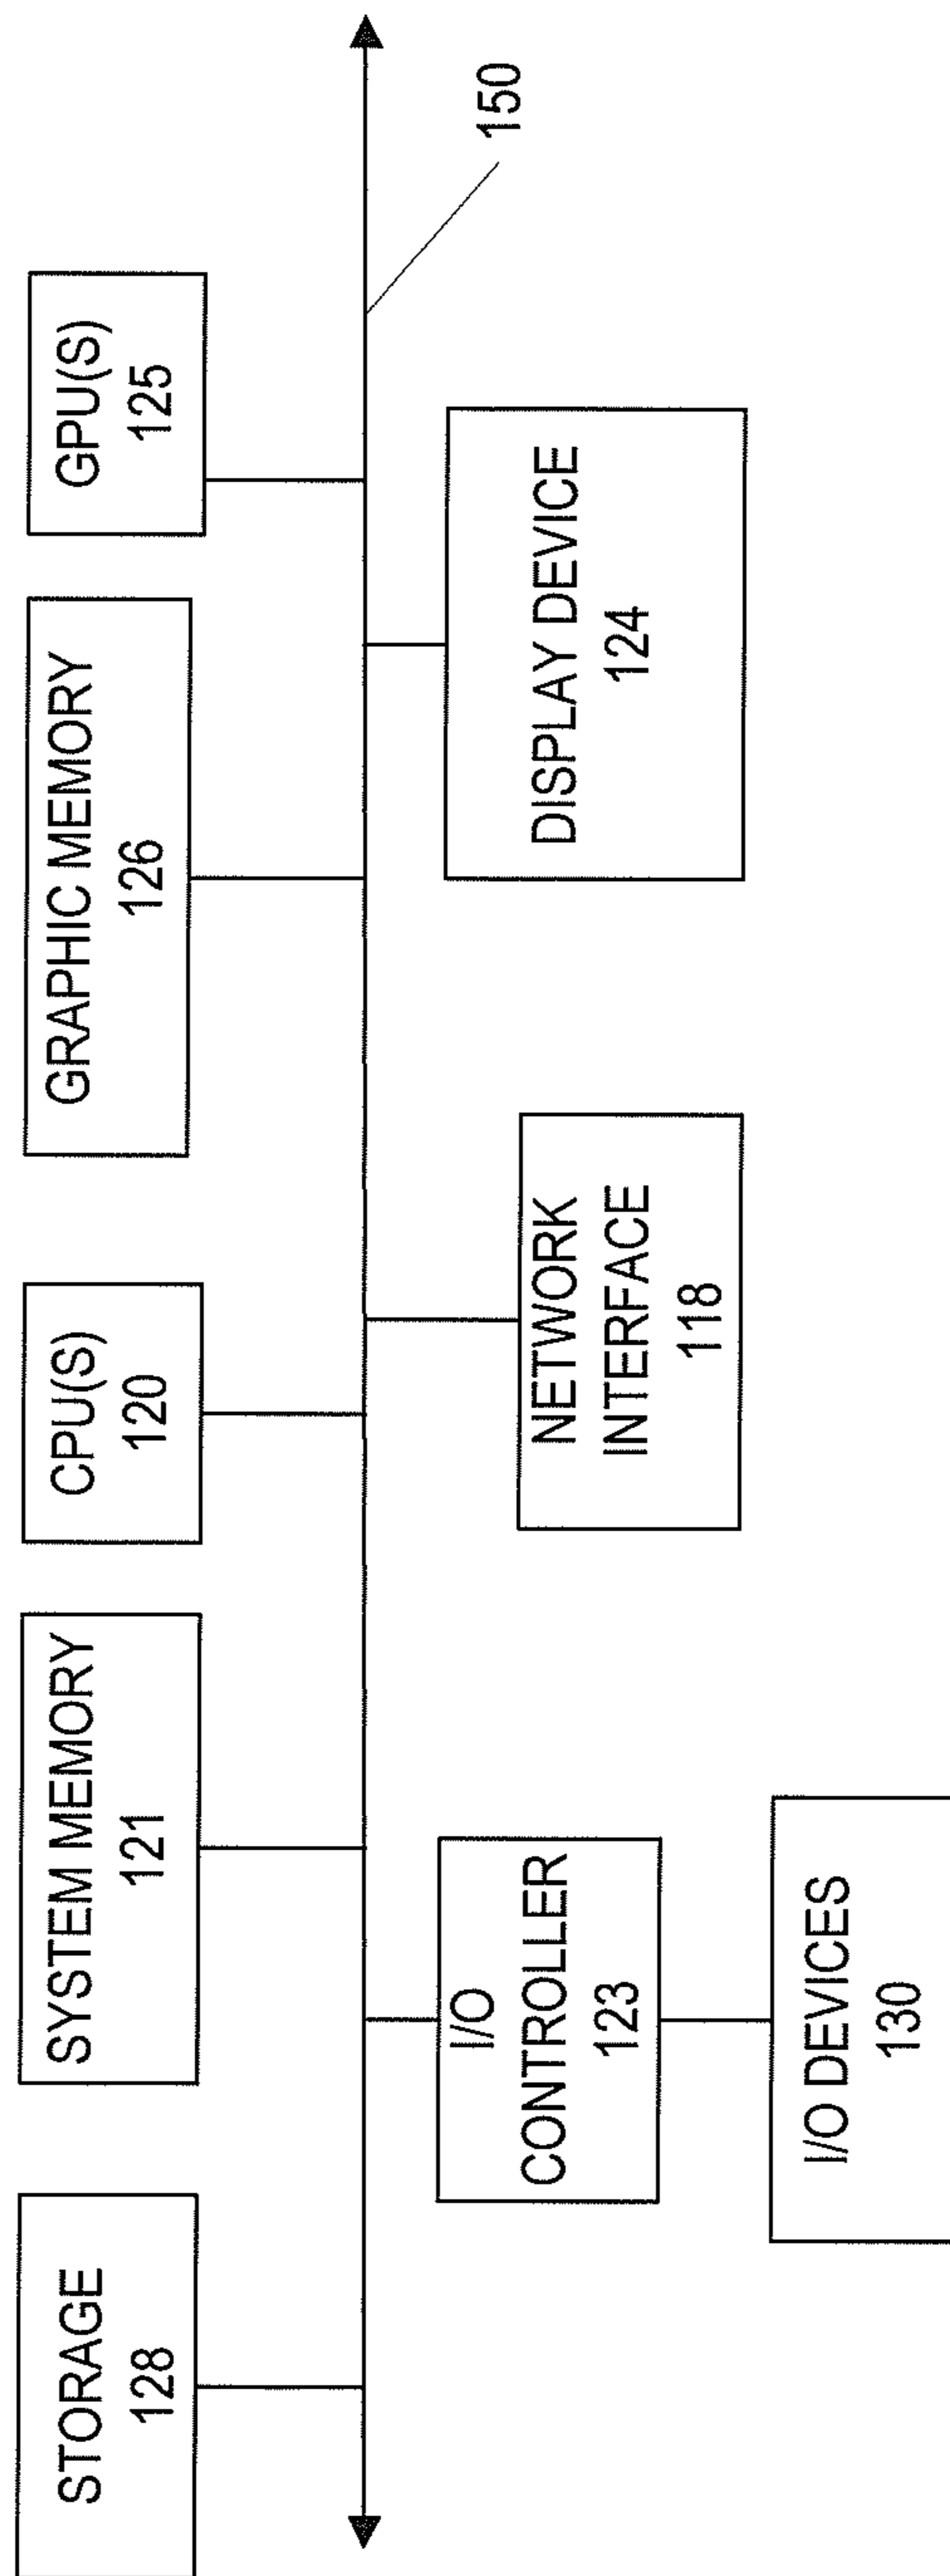 STORAGE
128
SYSTEM MEMORY
121
CPU(S)
120
GRAPHIC MEMORY
126
GPU(S)
125
150
I/O
CONTROLLER
123
NETWORK
INTERFACE
118
DISPLAY DEVICE
124
I/O DEVICES
130